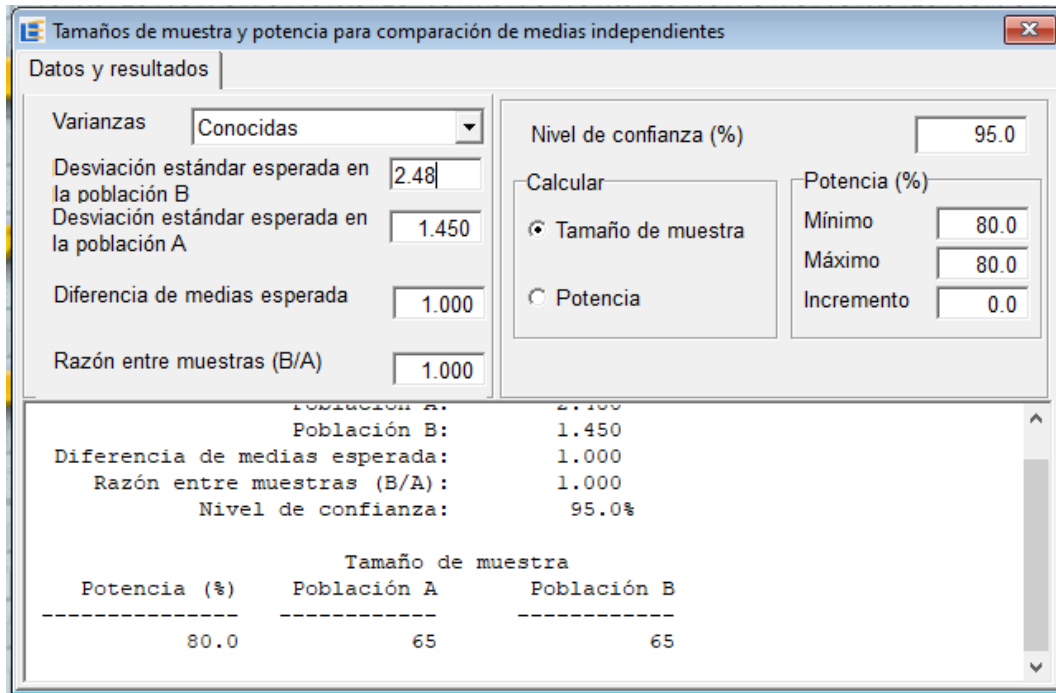 Tamaños de muestra y potencia para comparación de medias independientes
Datos y resultados
Varianzas
Conocidas
Desviación estándar esperada en
la población B
2.48
Desviación estándar esperada en
la población A
1.450
Diferencia de medias esperada
1.000
Razón entre muestras (B/A)
1.000
Nivel de confianza (%)
95.0
Calcular
Tamaño de muestra
Potencia
Potencia (%)
Mínimo
80.0
Máximo
80.0
Incremento
0.0
Población A: 2.480
Población B: 1.450
Diferencia de medias esperada: 1.000
Razón entre muestras (B/A): 1.000
Nivel de confianza: 95.0%
Tamaño de muestra
Potencia (%) Población A Población B
--------------- ------------ ------------
80.0 65 65